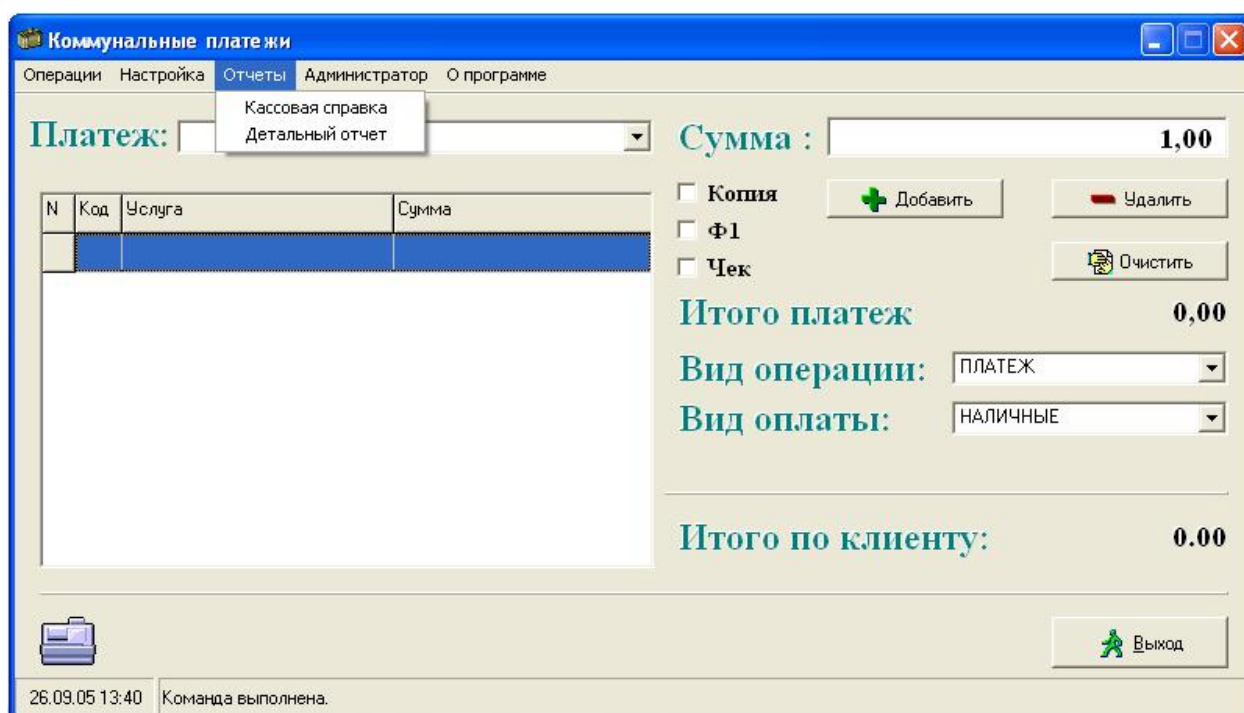 Коммунальные платежи
Операции Настройка Отчеты Администратор О программе
Кассовая справка
Детальный отчет
Платеж:
Сумма : 1,00
N Код Услуга Сумма
Копия
Ф1
Чек
Добавить
Удалить
Очистить
Итого платеж 0,00
Вид операции: ПЛАТЕЖ
Вид оплаты: НАЛИЧНЫЕ
Итого по клиенту: 0.00
Выход
26.09.05 13:40 Команда выполнена.